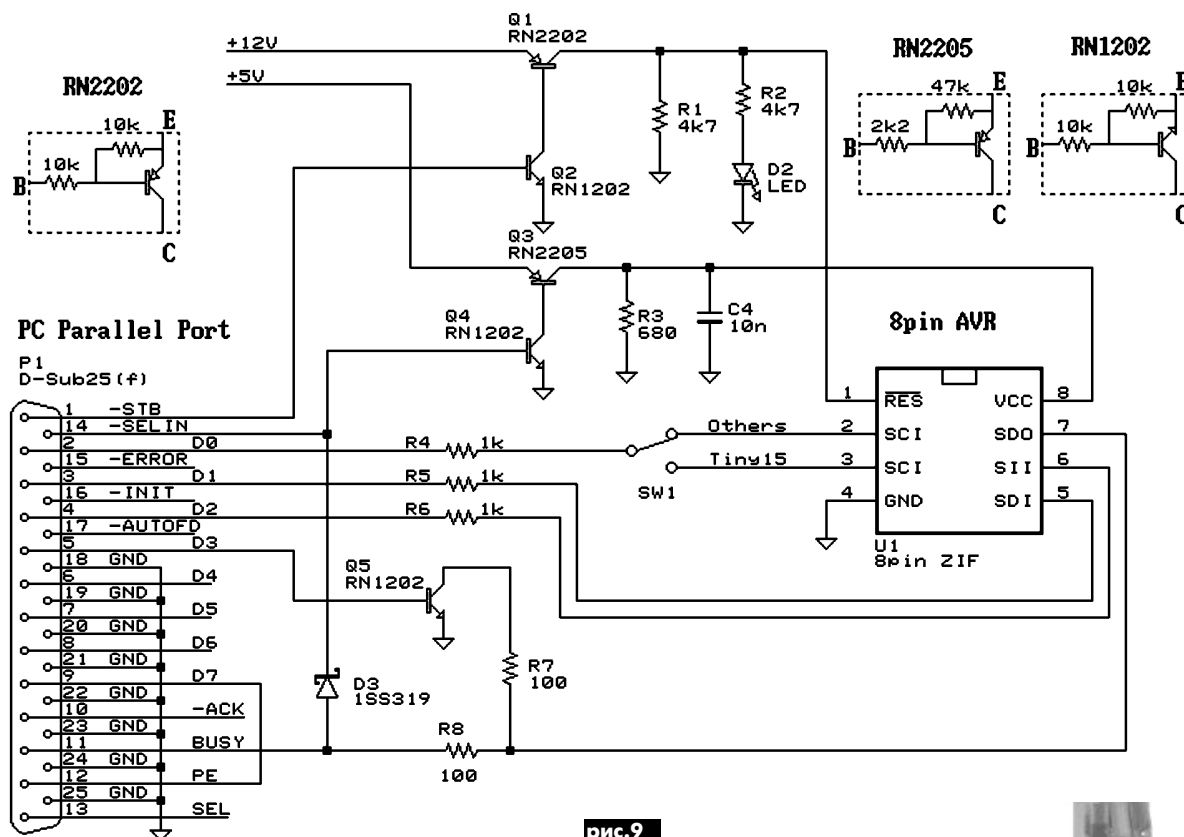 Q1
RN2202
+12V
+5V
RN2202
10k
E
10k
B
C
R1
4k7
R2
4k7
D2
LED
Q2
RN1202
RN2205
47k
E
2k2
B
C
RN1202
10k
E
10k
B
C
Q3
RN2205
Q4
RN1202
R3
680
C4
10n
8pin AVR
PC Parallel Port
P1
D-Sub25(f)
1 -STB
14 -SELIN
2 D0
15 -ERROR
3 D1
16 -INIT
4 D2
17 -AUTOFD
5 D3
18 GND
6 D4
19 GND
7 D5
20 GND
8 D6
21 GND
9 D7
22 GND
10 -ACK
23 GND
11 BUSY
24 GND
12 PE
25 GND
13 SEL
R4 1k
R5 1k
R6 1k
Others
Tiny15
SW1
1 RES VCC 8
2 SCI SDO 7
3 SCI SII 6
4 GND SDI 5
U1
8pin ZIF
Q5
RN1202
R7
100
D3
1SS319
R8
100
рис.9